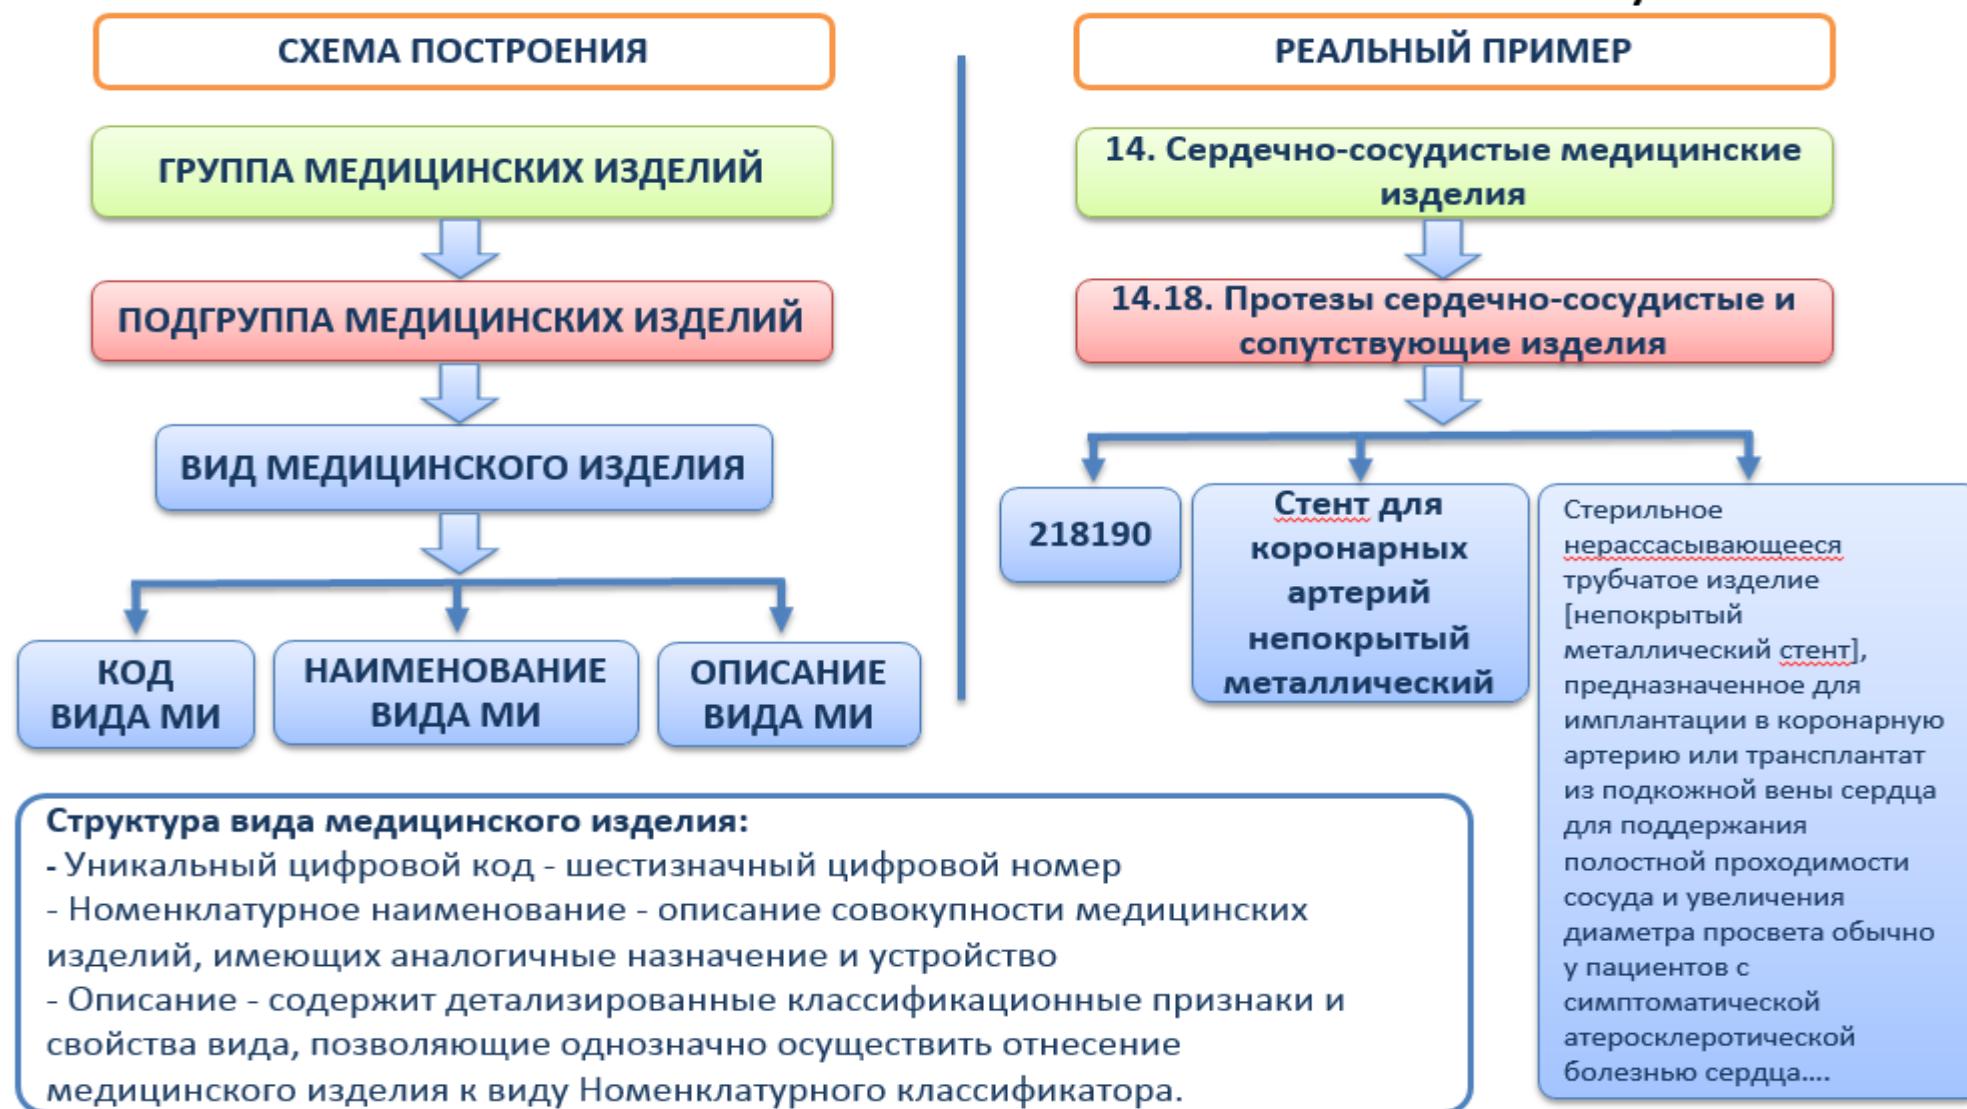 СХЕМА ПОСТРОЕНИЯ
ГРУППА МЕДИЦИНСКИХ ИЗДЕЛИЙ
ПОДГРУППА МЕДИЦИНСКИХ ИЗДЕЛИЙ
ВИД МЕДИЦИНСКОГО ИЗДЕЛИЯ
КОД
ВИДА МИ
НАИМЕНОВАНИЕ
ВИДА МИ
ОПИСАНИЕ
ВИДА МИ
РЕАЛЬНЫЙ ПРИМЕР
14. Сердечно-сосудистые медицинские
изделия
14.18. Протезы сердечно-сосудистые и
сопутствующие изделия
218190
Стент для
коронарных
артерий
непокрытый
металлический
Стерильное
нерассасывающееся
трубчатое изделие
[непокрытый
металлический стент],
предназначенное для
имплантации в коронарную
артерию или трансплантат
из подкожной вены сердца
для поддержания
полостной проходимости
сосуда и увеличения
диаметра просвета обычно
у пациентов с
симптоматической
атеросклеротической
болезнью сердца....
Структура вида медицинского изделия:
- Уникальный цифровой код - шестизначный цифровой номер
- Номенклатурное наименование - описание совокупности медицинских
изделий, имеющих аналогичные назначение и устройство
- Описание - содержит детализированные классификационные признаки и
свойства вида, позволяющие однозначно осуществить отнесение
медицинского изделия к виду Номенклатурного классификатора.